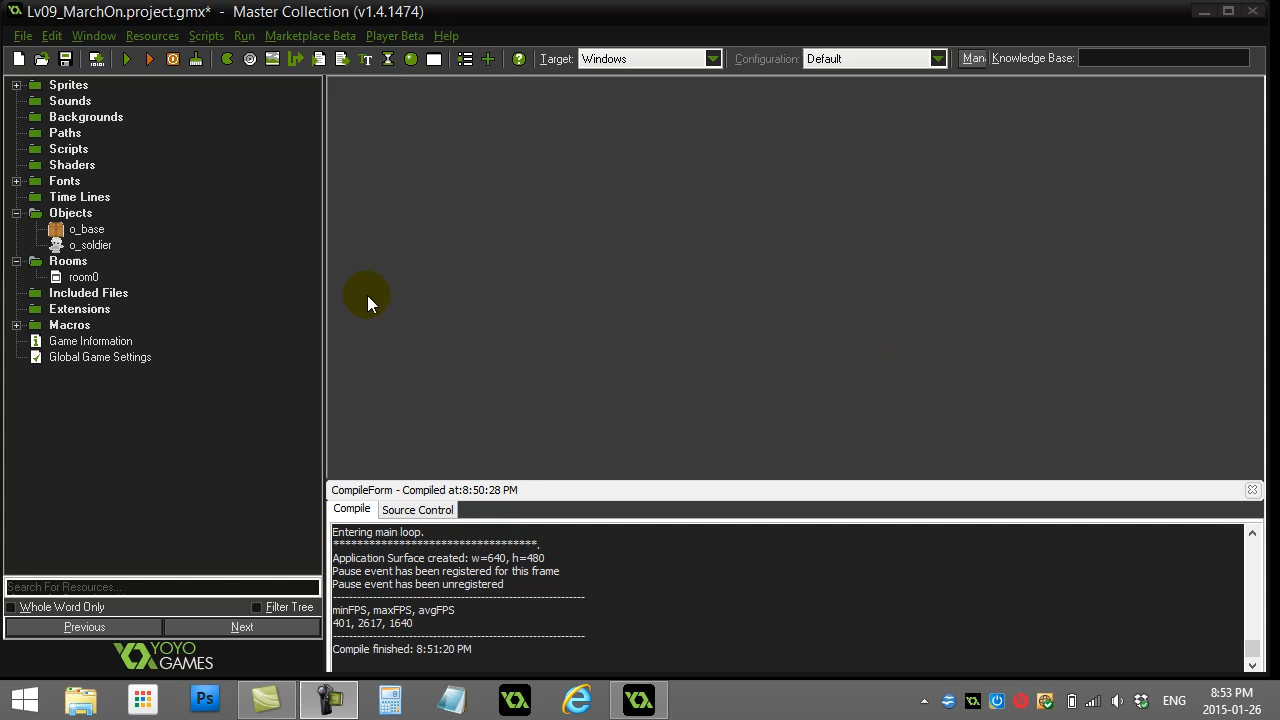 Lv09_MarchOn.project.gmx* - Master Collection (v1.4.1474)
File Edit Window Resources Scripts Run Marketplace Beta Player Beta Help
Target: Windows Configuration: Default Man Knowledge Base:
Sprites
Sounds
Backgrounds
Paths
Scripts
Shaders
Fonts
Time Lines
Objects
o_base
o_soldier
Rooms
room0
Included Files
Extensions
Macros
Game Information
Global Game Settings
Search For Resources...
Whole Word Only Filter Tree
Previous Next
YOYO
GAMES
CompileForm - Compiled at:8:50:28 PM
Compile Source Control
Entering main loop.
***********************************.
Application Surface created: w=640, h=480
Pause event has been registered for this frame
Pause event has been unregistered
---------------------------------------------------------------
minFPS, maxFPS, avgFPS
401, 2617, 1640
---------------------------------------------------------------
Compile finished: 8:51:20 PM
Ps
ENG
8:53 PM
2015-01-26